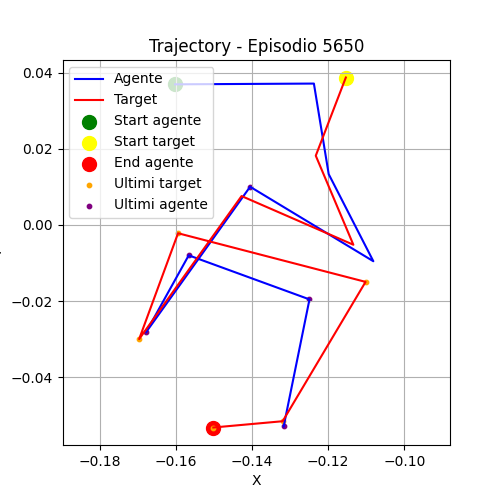 Trajectory - Episodio 5650
Agente
Target
Start agente
Start target
End agente
Ultimi target
Ultimi agente
0.04
0.02
0.00
−0.02
−0.04
−0.18
−0.16
−0.14
−0.12
−0.10
X